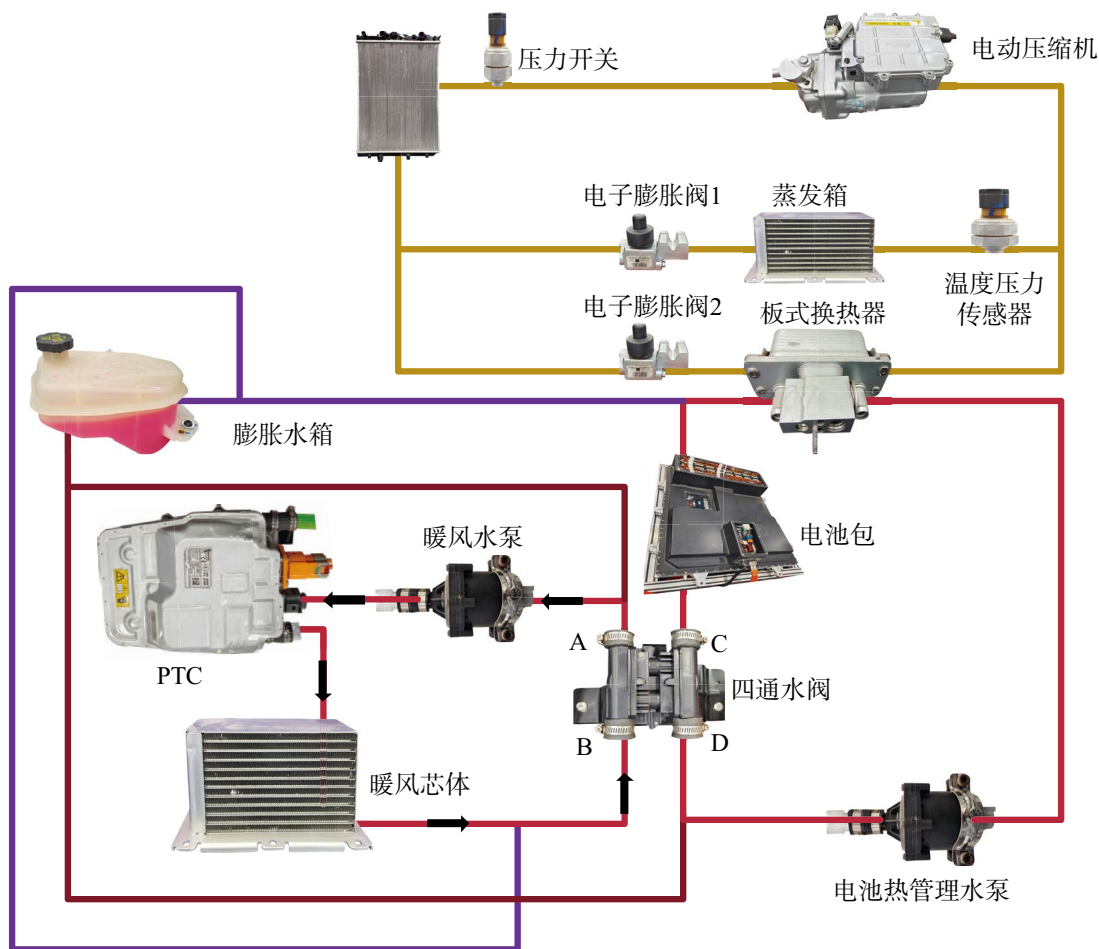 压力开关
电动压缩机
电子膨胀阀1
蒸发箱
温度压力
传感器
电子膨胀阀2
板式换热器
膨胀水箱
暖风水泵
电池包
A
C
PTC
四通水阀
B
D
暖风芯体
电池热管理水泵